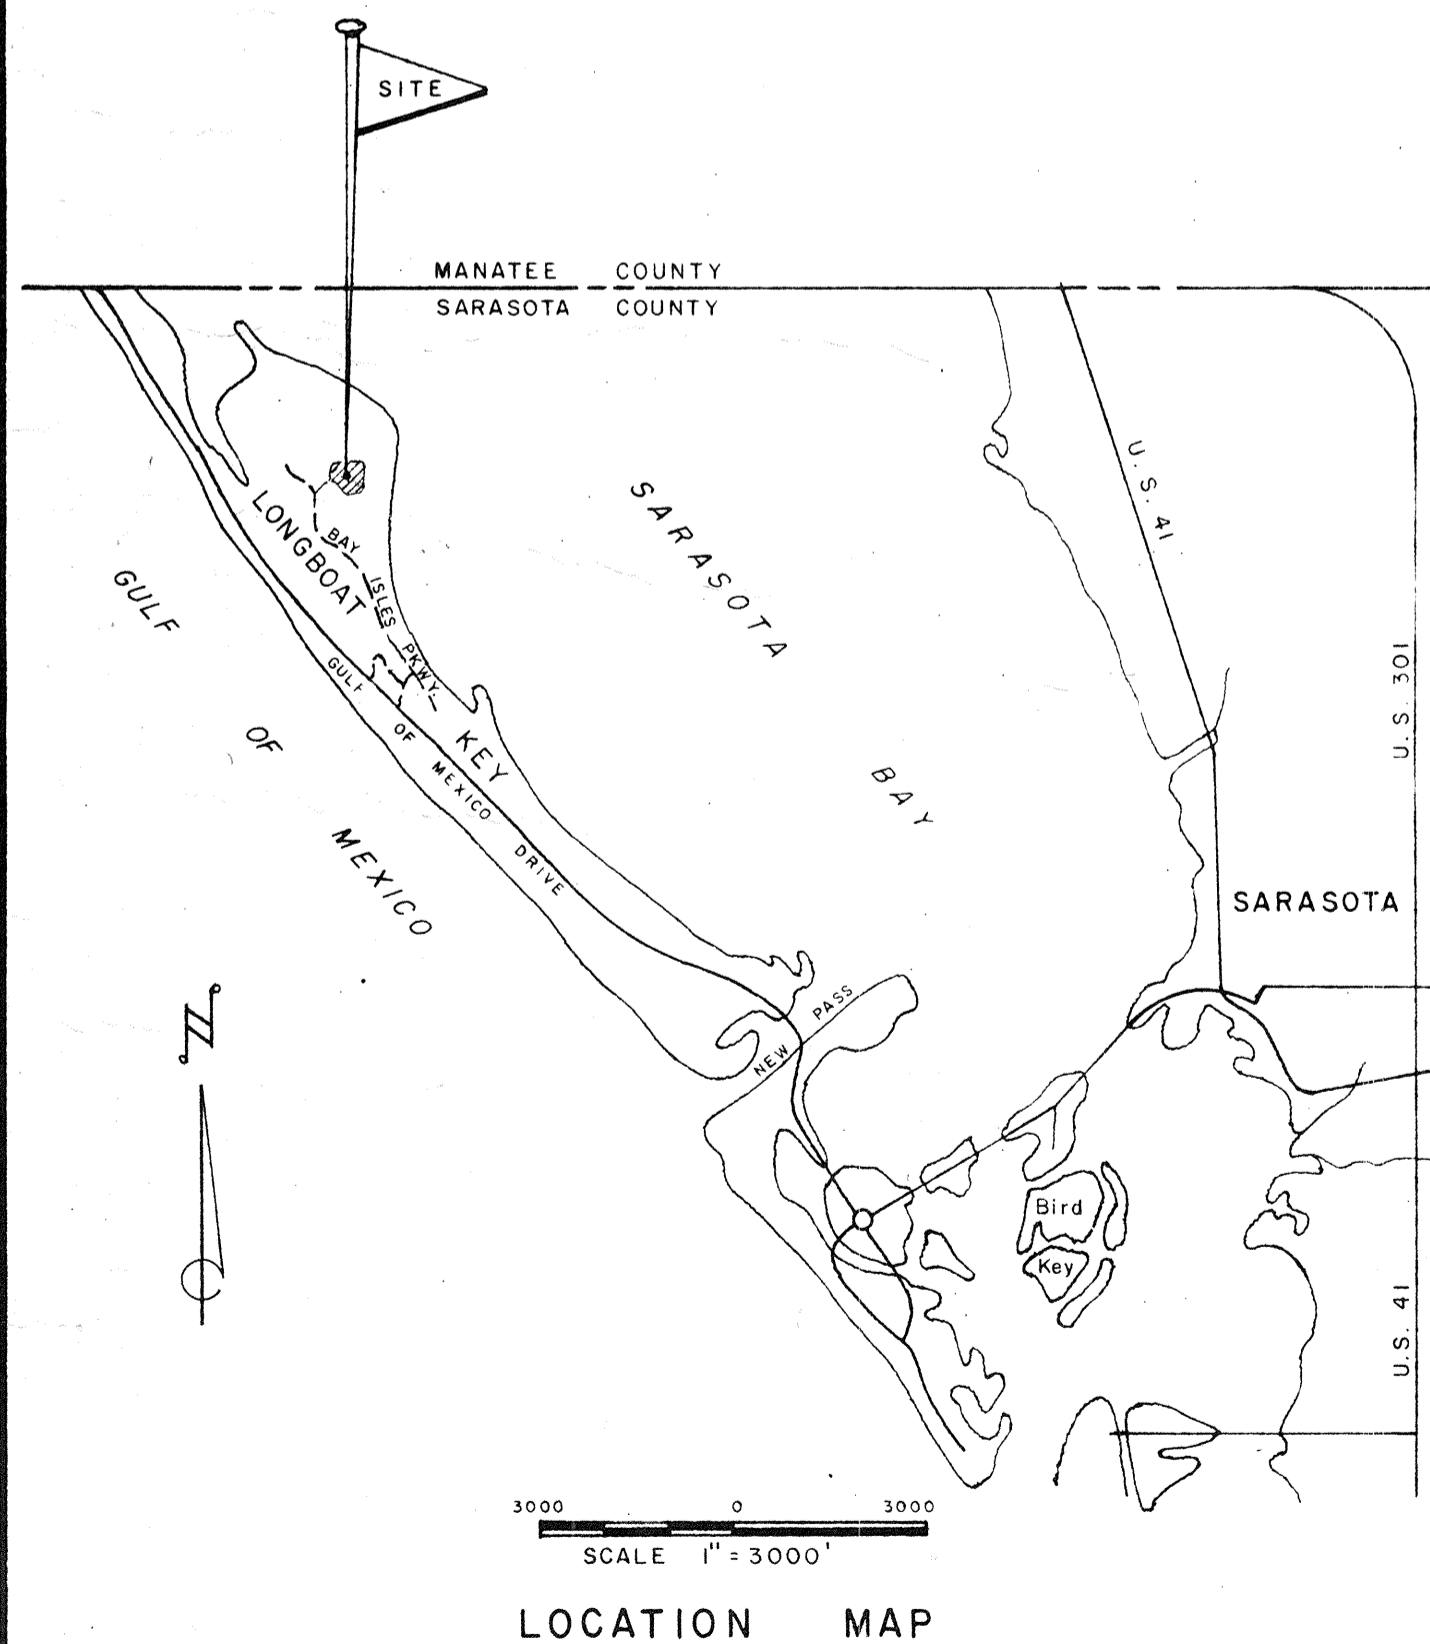 SITE
MANATEE COUNTY
SARASOTA COUNTY
LONGBOAT
KEY
BAY
ISLES
PKWY.
GULF
OF
MEXICO
GULF
OF
MEXICO
DRIVE
SARASOTA
BAY
U.S. 41
U.S. 301
SARASOTA
NEW PASS
N
Bird
Key
U.S. 41
3000 0 3000
SCALE 1" = 3000'
LOCATION MAP